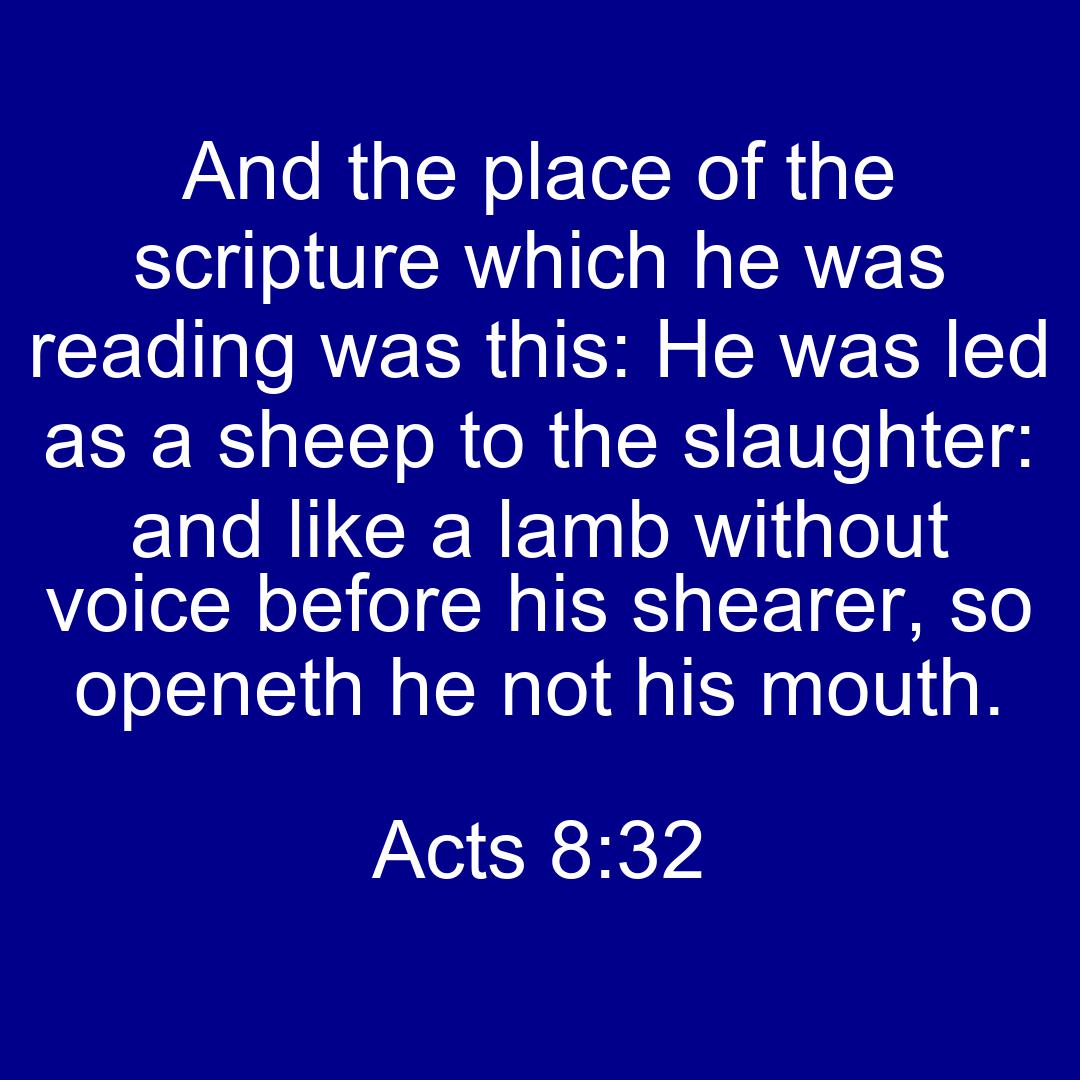 And the place of the
scripture which he was
reading was this: He was led
as a sheep to the slaughter:
and like a lamb without
voice before his shearer, so
openeth he not his mouth.
Acts 8:32